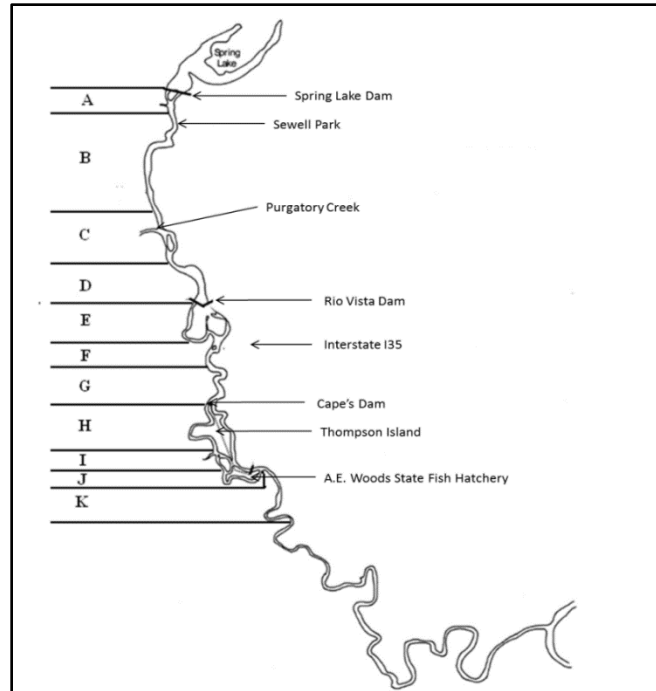 Spring
Lake
A
Spring Lake Dam
Sewell Park
B
Purgatory Creek
C
D
Rio Vista Dam
E
Interstate I35
F
G
Cape's Dam
H
Thompson Island
I
J
A.E. Woods State Fish Hatchery
K